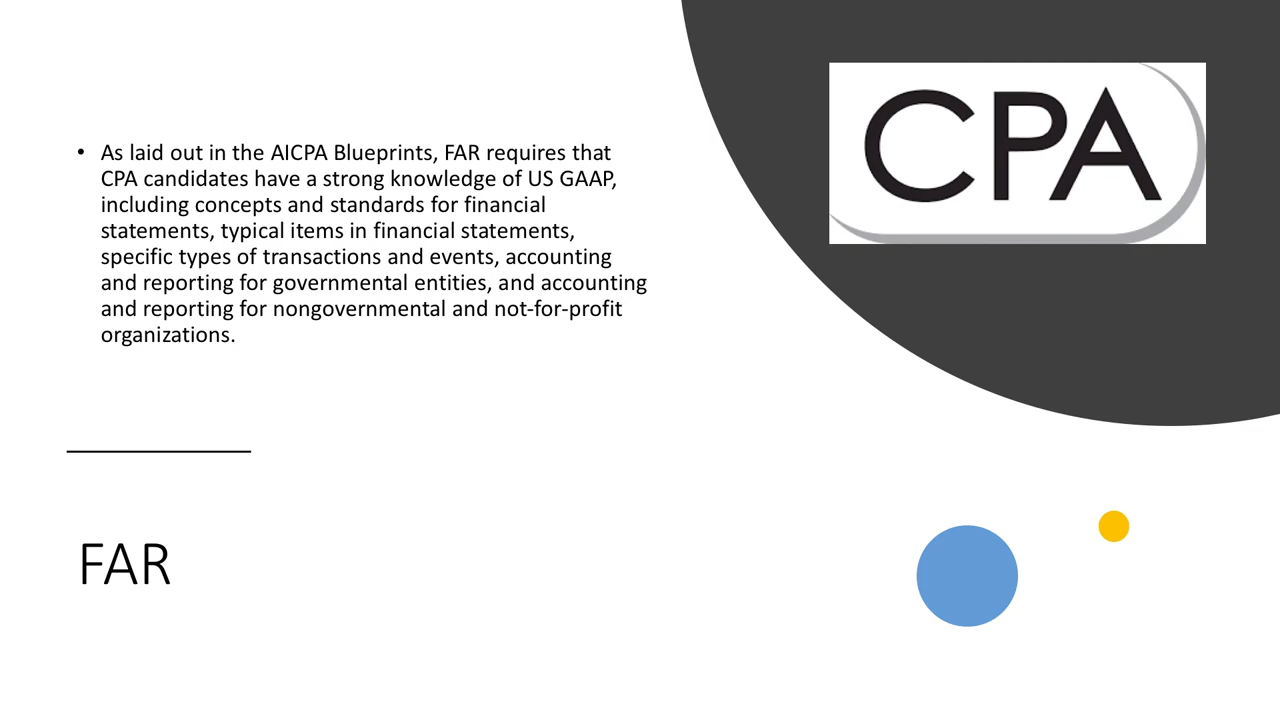 CPA
• As laid out in the AICPA Blueprints, FAR requires that
CPA candidates have a strong knowledge of US GAAP,
including concepts and standards for financial
statements, typical items in financial statements,
specific types of transactions and events, accounting
and reporting for governmental entities, and accounting
and reporting for nongovernmental and not-for-profit
organizations.
FAR